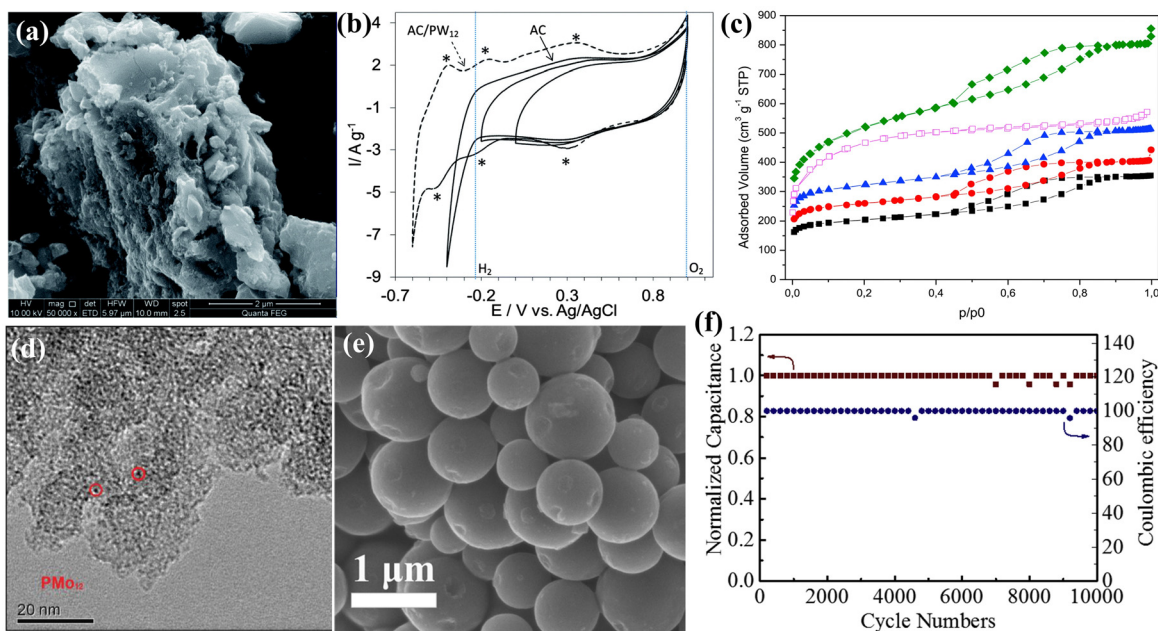 (a)
HV
mag
det
HFW
WD
spot
2 µm
10.00 kV
50 000 x
ETD
5.97 µm
10.0 mm
2.5
Quanta FEG
(b)
AC/PW12
*
*
*
AC
*
*
*
4
2
-1
-3
-5
-7
-9
I/ A g-1
H2
O2
-0.7
-0.2
0.3
0.8
E / V vs. Ag/AgCl
(c)
900
800
700
600
500
400
300
200
100
Adsorbed Volume (cm3 g-1 STP)
0,0
0,2
0,4
0,6
0,8
1,0
p/p0
(d)
PMo12
20 nm
(e)
1 µm
(f)
1.2
1.0
0.8
0.6
0.4
0.2
0.0
Normalized Capacitance
140
120
100
80
60
40
20
0
Coulombic efficiency
0
2000
4000
6000
8000
10000
Cycle Numbers